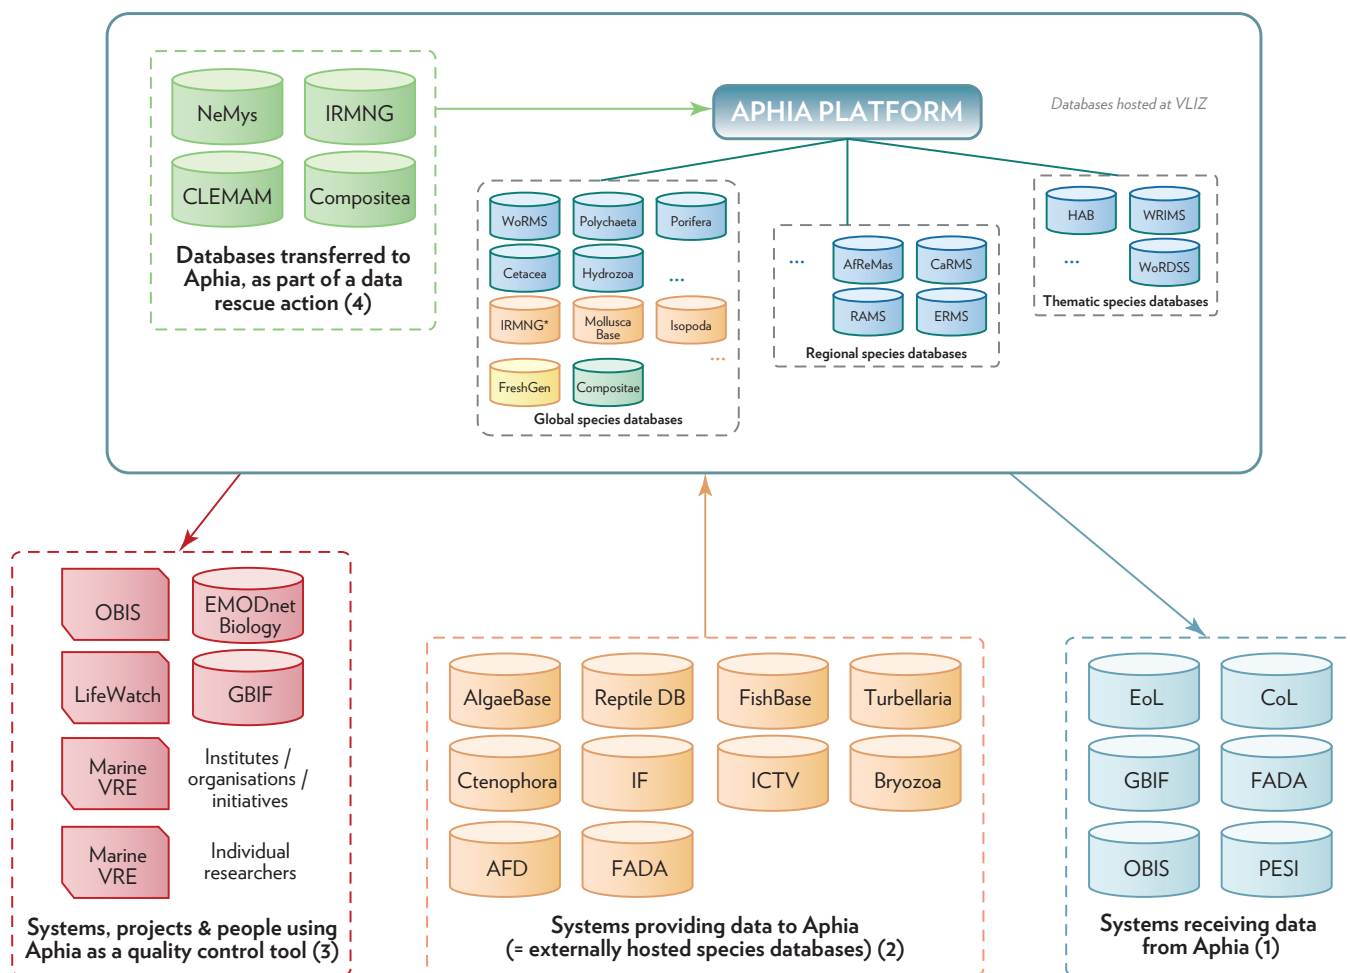 NeMys
IRMNG
CLEMAM
Compositea
Databases transferred to
Aphia, as part of a data
rescue action (4)
APHIA PLATFORM
Databases hosted at VLIZ
WoRMS
Polychaeta
Porifera
Cetacea
Hydrozoa
...
IRMNG*
Mollusca
Base
Isopoda
...
FreshGen
Compositae
Global species databases
...
AfReMas
CaRMS
RAMS
ERMS
Regional species databases
HAB
WRIMS
...
WoRDSS
Thematic species databases
OBIS
EMODnet
Biology
LifeWatch
GBIF
Marine
VRE
Institutes /
organisations /
initiatives
Marine
VRE
Individual
researchers
Systems, projects & people using
Aphia as a quality control tool (3)
AlgaeBase
Reptile DB
FishBase
Turbellaria
Ctenophora
IF
ICTV
Bryozoa
AFD
FADA
Systems providing data to Aphia
(= externally hosted species databases) (2)
EoL
CoL
GBIF
FADA
OBIS
PESI
Systems receiving data
from Aphia (1)